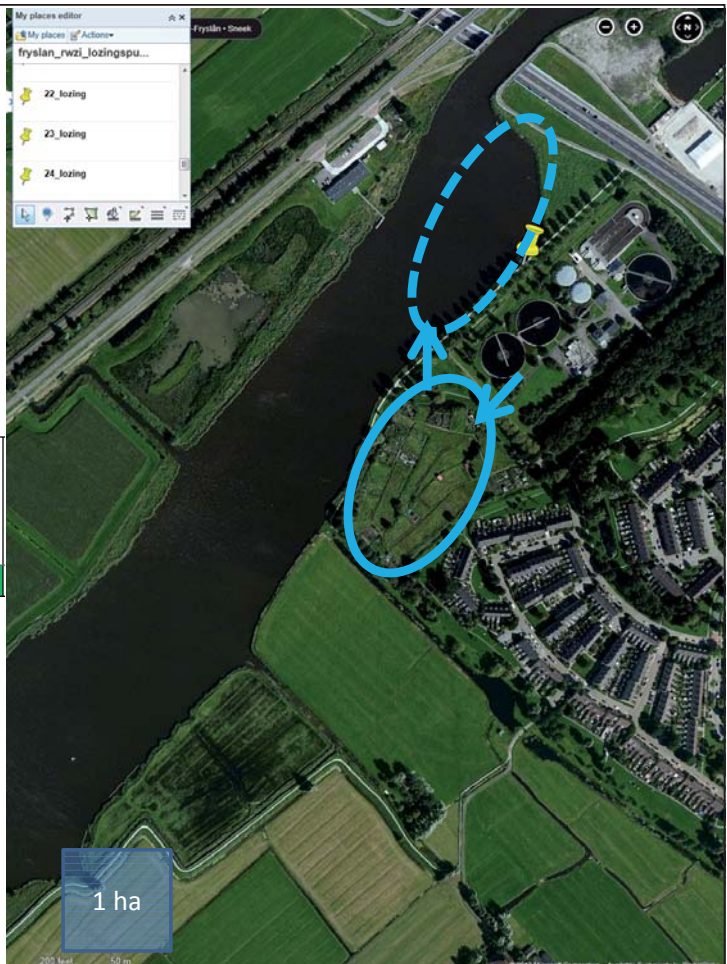 My places editor
My places Actions
fryslan_rwzi_lozingspu...
-Fryslân • Sneek
22_lozing
23_lozing
24_lozing
N
1 ha
200 feet 50 m